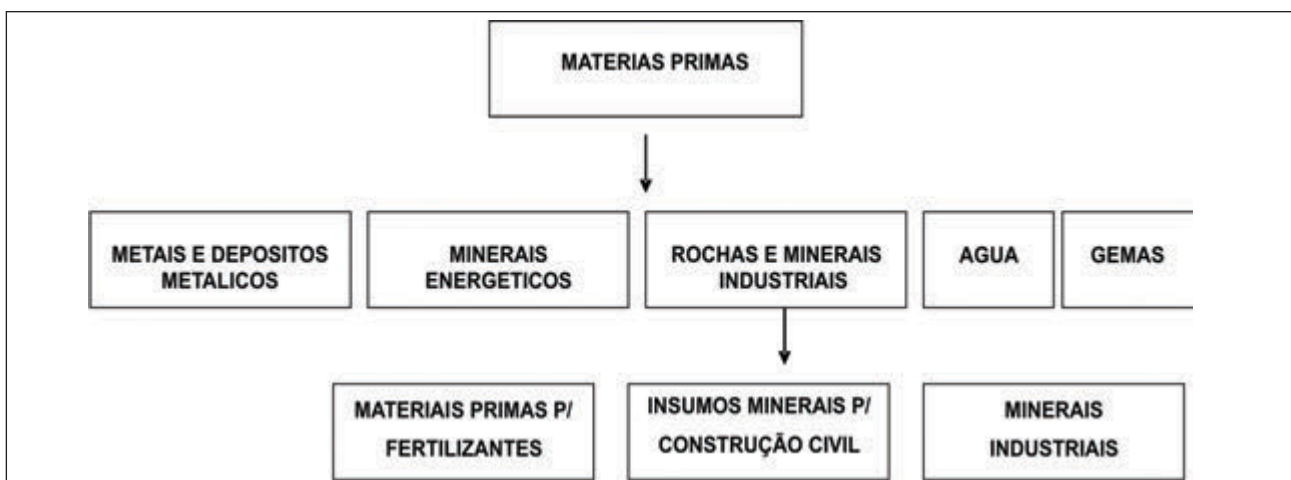 MATERIAS PRIMAS
METAIS E DEPOSITOS
METALICOS
MINERAIS
ENERGETICOS
ROCHAS E MINERAIS
INDUSTRIAIS
AGUA
GEMAS
MATERIAIS PRIMAS P/
FERTILIZANTES
INSUMOS MINERAIS P/
CONSTRUÇÃO CIVIL
MINERAIS
INDUSTRIAIS